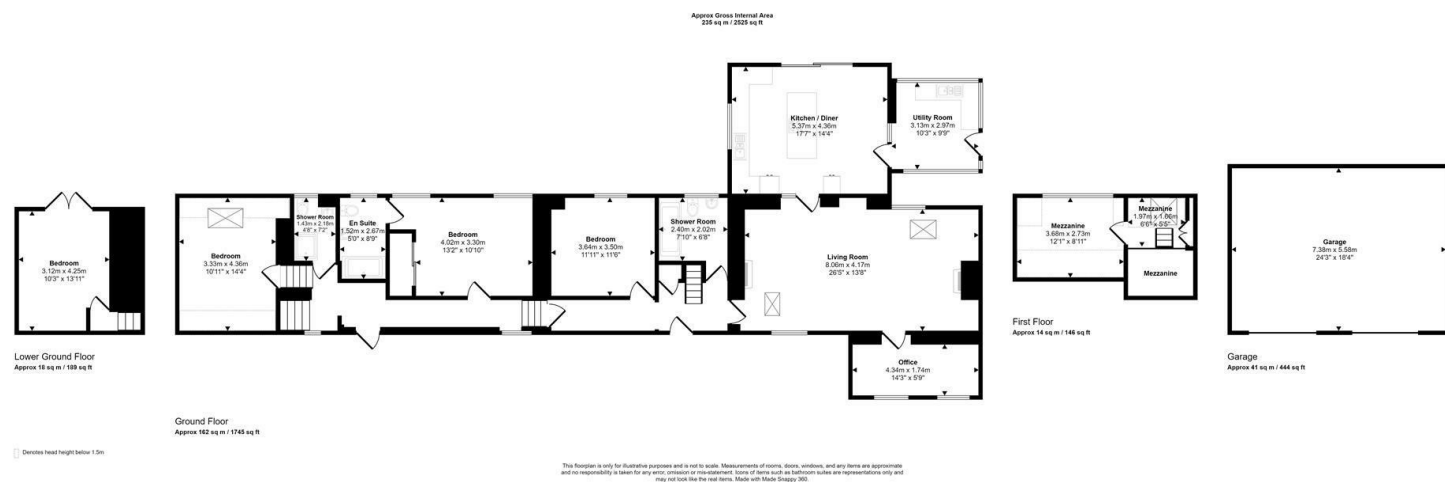 Approx Gross Internal Area
235 sq m / 2525 sq ft
Kitchen / Diner
5.37m x 4.36m
17'7" x 14'4"
Utility Room
3.13m x 2.97m
10'3" x 9'9"
Bedroom
3.12m x 4.25m
10'3" x 13'11"
Lower Ground Floor
Approx 18 sq m / 189 sq ft
Bedroom
3.33m x 4.36m
10'11" x 14'4"
Shower Room
1.43m x 2.18m
4'8" x 7'2"
En Suite
1.52m x 2.67m
5'0" x 8'9"
Bedroom
4.02m x 3.30m
13'2" x 10'10"
Bedroom
3.64m x 3.50m
11'11" x 11'6"
Shower Room
2.40m x 2.02m
7'10" x 6'8"
Living Room
8.06m x 4.17m
26'5" x 13'8"
Office
4.34m x 1.74m
14'3" x 5'9"
Ground Floor
Approx 162 sq m / 1745 sq ft
Mezzanine
3.68m x 2.73m
12'1" x 8'11"
Mezzanine
1.97m x 1.66m
6'6" x 5'5"
Mezzanine
First Floor
Approx 14 sq m / 146 sq ft
Garage
7.38m x 5.58m
24'3" x 18'4"
Garage
Approx 41 sq m / 444 sq ft
Denotes head height below 1.5m
This floorplan is only for illustrative purposes and is not to scale. Measurements of rooms, doors, windows, and any items are approximate
and no responsibility is taken for any error, omission or mis-statement. Icons of items such as bathroom suites are representations only and
may not look like the real items. Made with Made Snappy 360.